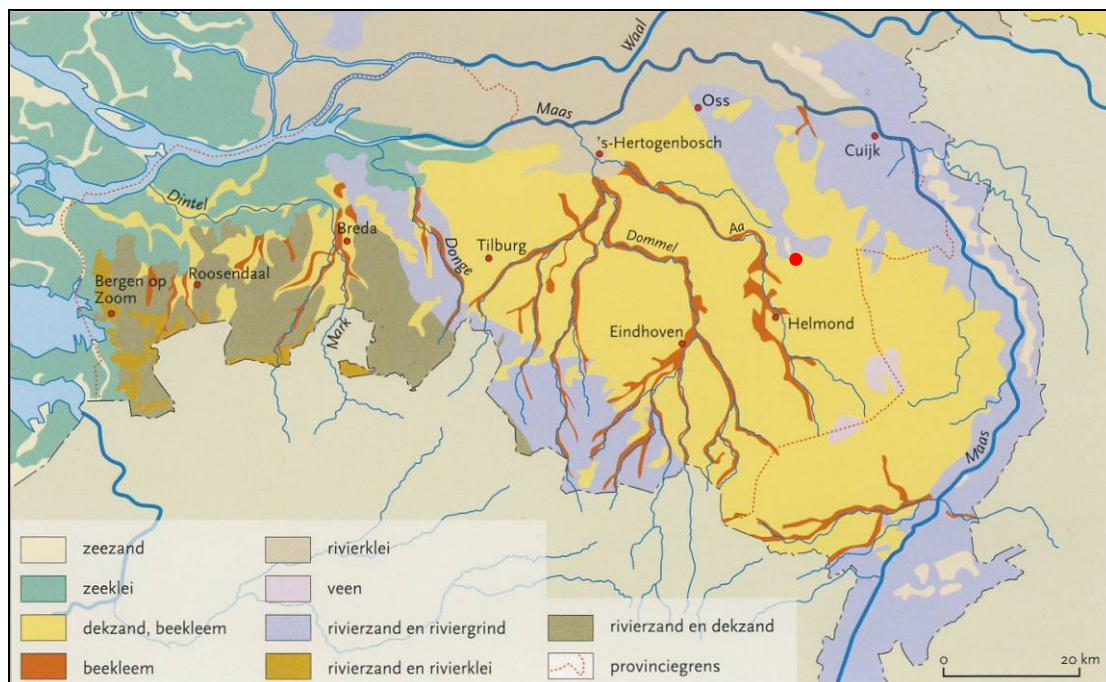 Waal
Maas
Oss
's-Hertogenbosch
Cuijk
Dintel
Breda
Donge
Tilburg
Dommel
Aa
Bergen op
Zoom
Roosendaal
Mark
Eindhoven
Helmond
Maas
zeezand
zeeklei
dekzand, beekleem
beekleem
rivierklei
veen
rivierzand en riviergrind
rivierzand en rivierklei
rivierzand en dekzand
provinciegrens
0 20 km